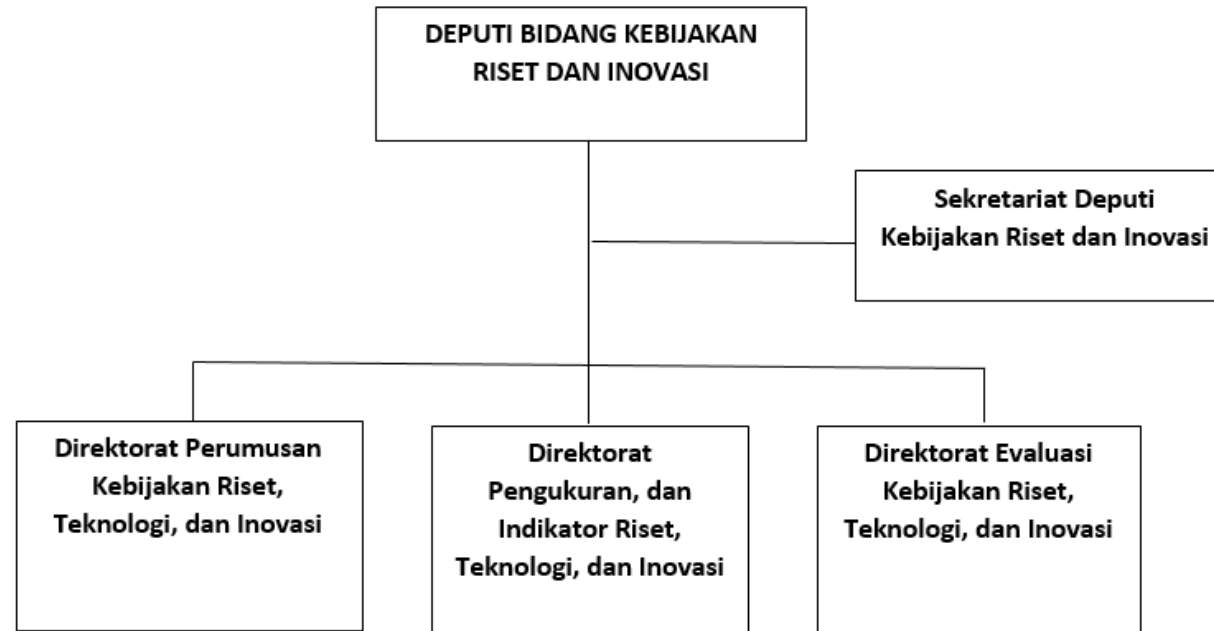 DEPUTI BIDANG KEBIJAKAN
RISET DAN INOVASI
Sekretariat Deputi
Kebijakan Riset dan Inovasi
Direktorat Perumusan
Kebijakan Riset,
Teknologi, dan Inovasi
Direktorat
Pengukuran, dan
Indikator Riset,
Teknologi, dan Inovasi
Direktorat Evaluasi
Kebijakan Riset,
Teknologi, dan Inovasi